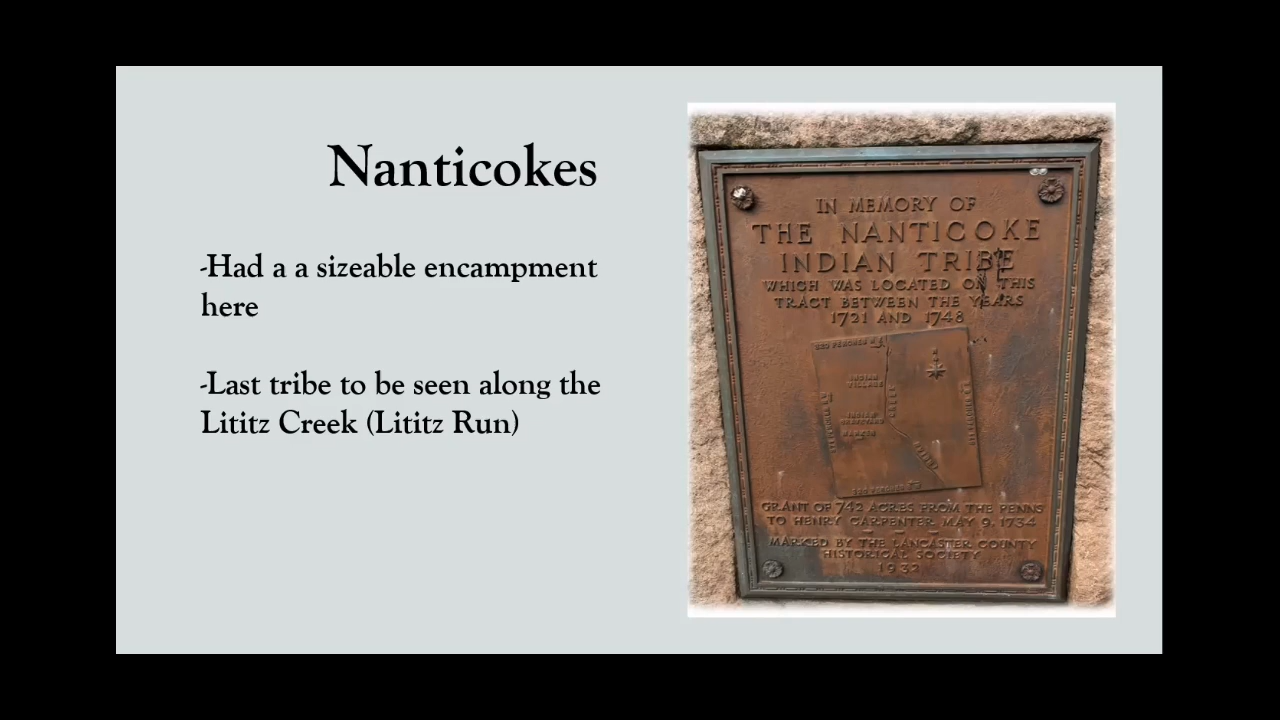 Nanticokes
-Had a a sizeable encampment
here
-Last tribe to be seen along the
Lititz Creek (Lititz Run)
IN MEMORY OF
THE NANTICOKE
INDIAN TRIBE
WHICH WAS LOCATED ON THIS
TRACT BETWEEN THE YEARS
1721 AND 1748
INDIAN
VILLAGE
CREEK
INDIAN
GRAVEYARD
GRANT OF 742 ACRES FROM THE PENNS
TO HENRY CARPENTER MAY 9, 1734
MARKED BY THE LANCASTER COUNTY
HISTORICAL SOCIETY
1932